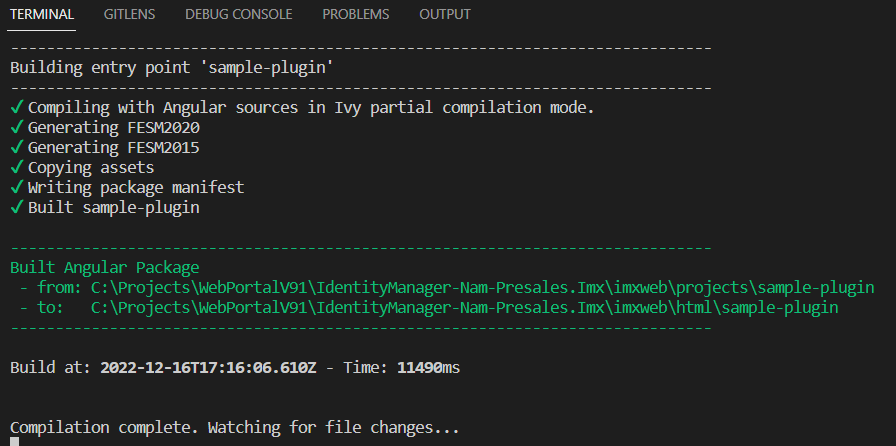 TERMINAL GITLENS DEBUG CONSOLE PROBLEMS OUTPUT
------------------------------------------------------------------------------
Building entry point 'sample-plugin'
------------------------------------------------------------------------------
✓ Compiling with Angular sources in Ivy partial compilation mode.
✓ Generating FESM2020
✓ Generating FESM2015
✓ Copying assets
✓ Writing package manifest
✓ Built sample-plugin
------------------------------------------------------------------------------
Built Angular Package
- from: C:\Projects\WebPortalV91\IdentityManager-Nam-Presales.Imx\imxweb\projects\sample-plugin
- to: C:\Projects\WebPortalV91\IdentityManager-Nam-Presales.Imx\imxweb\html\sample-plugin
------------------------------------------------------------------------------
Build at: 2022-12-16T17:16:06.610Z - Time: 11490ms
Compilation complete. Watching for file changes...